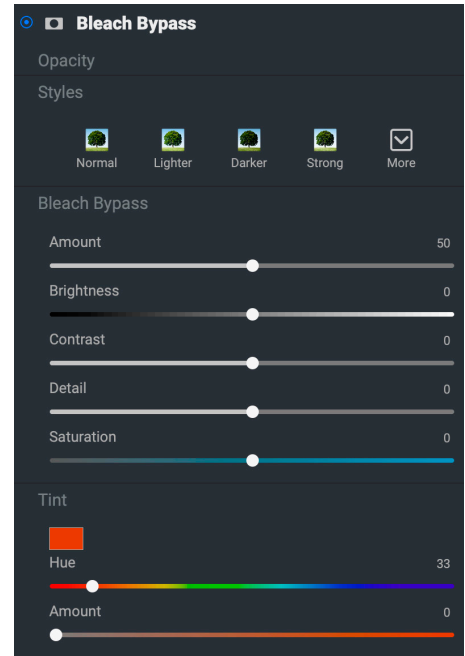 Bleach Bypass
Opacity
Styles
Normal Lighter Darker Strong More
Bleach Bypass
Amount 50
Brightness 0
Contrast 0
Detail 0
Saturation 0
Tint
Hue 33
Amount 0